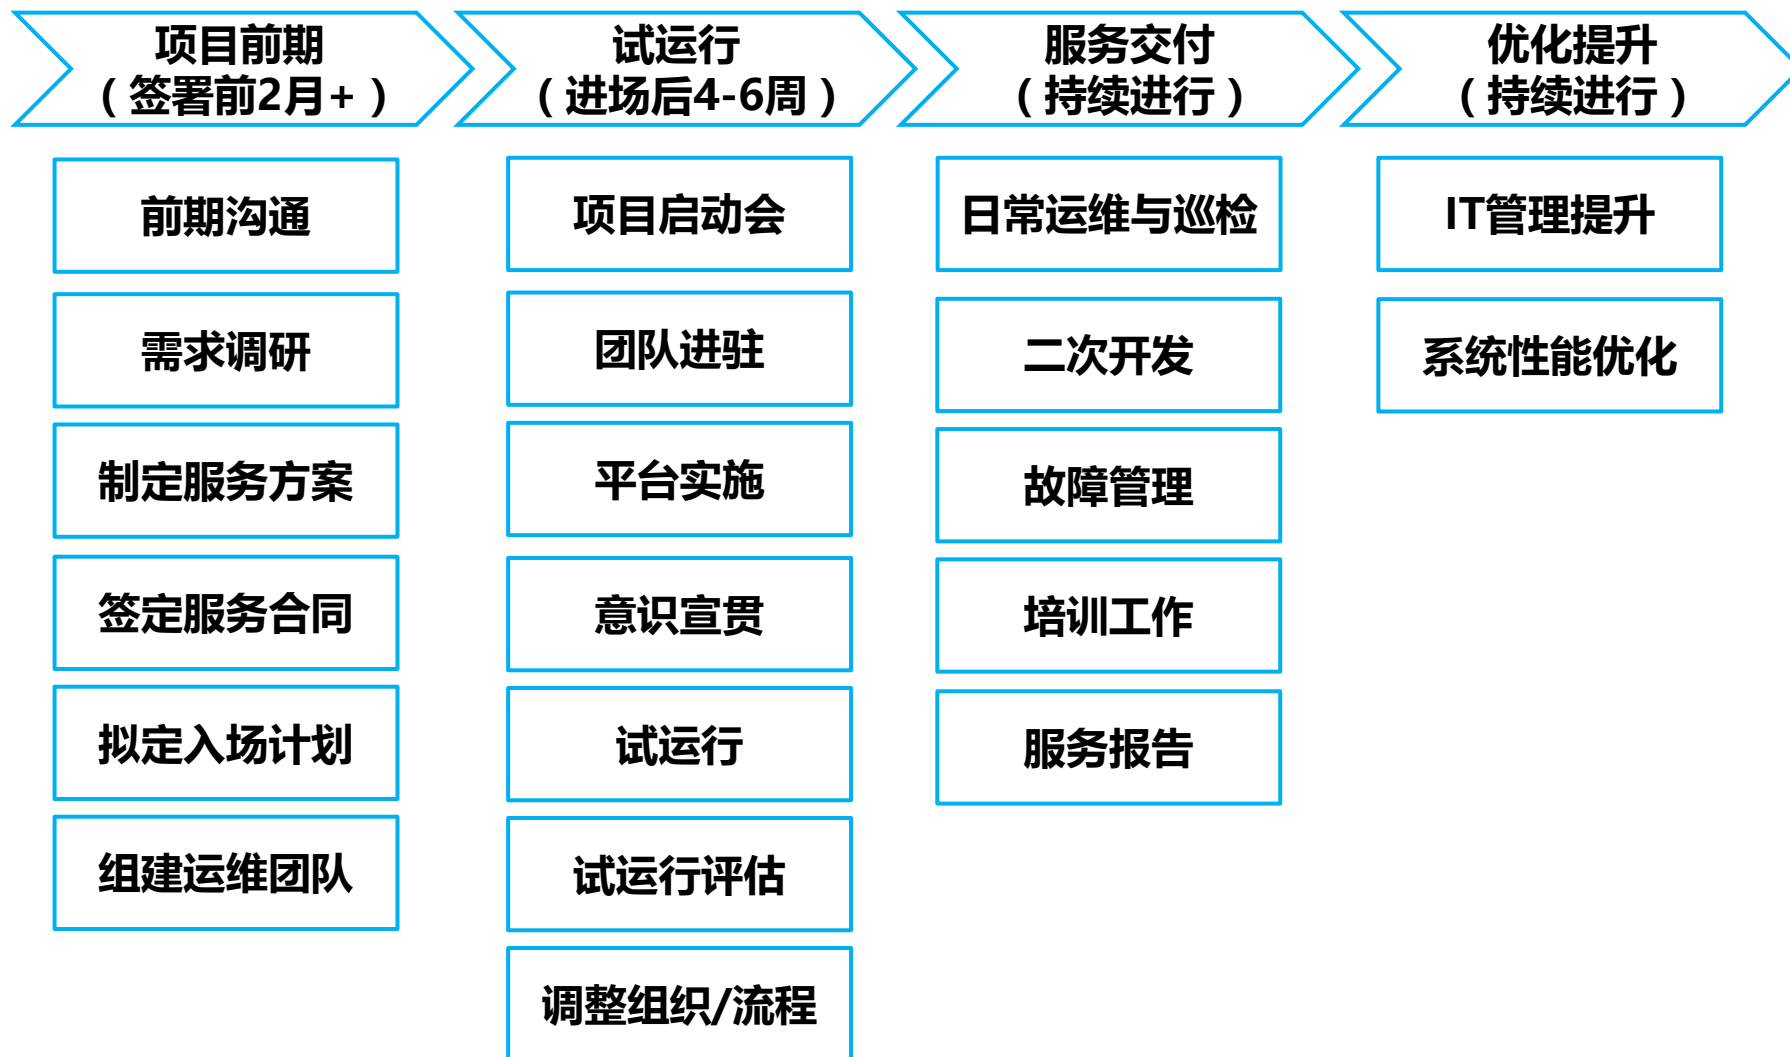 项目前期
（签署前2月+）
试运行
（进场后4-6周）
服务交付
（持续进行）
优化提升
（持续进行）
前期沟通
需求调研
制定服务方案
签定服务合同
拟定入场计划
组建运维团队
项目启动会
团队进驻
平台实施
意识宣贯
试运行
试运行评估
调整组织/流程
日常运维与巡检
二次开发
故障管理
培训工作
服务报告
IT管理提升
系统性能优化